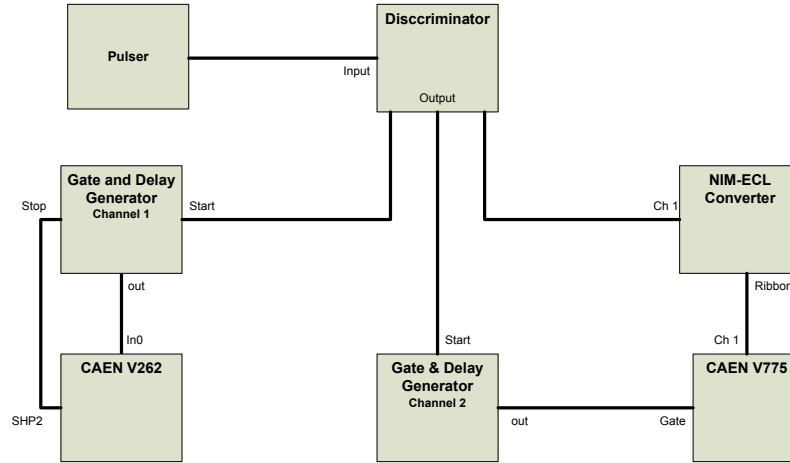 Disccriminator
Pulser
Input
Output
Gate and Delay
Generator
Channel 1
Stop
Start
NIM-ECL
Converter
Ch 1
out
Ribbon
In0
Start
Ch 1
CAEN V262
Gate & Delay
Generator
Channel 2
CAEN V775
SHP2
out
Gate